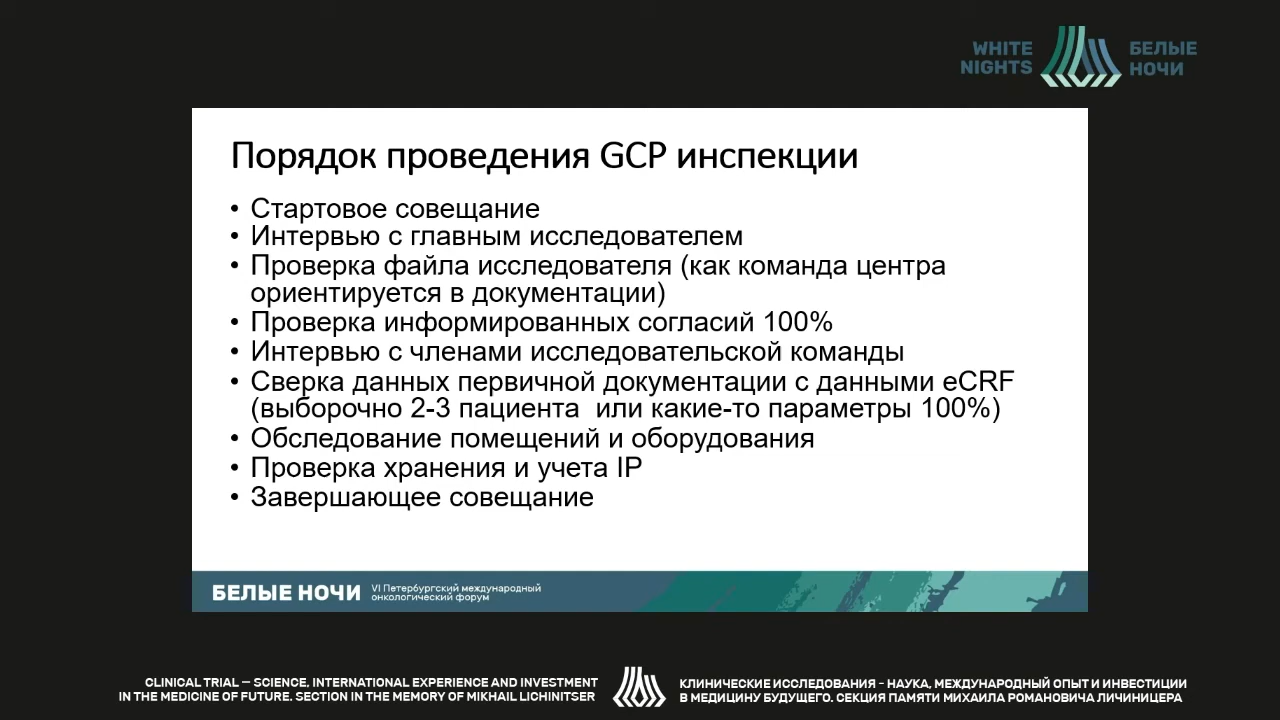 WHITE NIGHTS
БЕЛЫЕ НОЧИ
Порядок проведения GCP инспекции
• Стартовое совещание
• Интервью с главным исследователем
• Проверка файла исследователя (как команда центра
ориентируется в документации)
• Проверка информированных согласий 100%
• Интервью с членами исследовательской команды
• Сверка данных первичной документации с данными eCRF
(выборочно 2-3 пациента или какие-то параметры 100%)
• Обследование помещений и оборудования
• Проверка хранения и учета IP
• Завершающее совещание
БЕЛЫЕ НОЧИ
VI Петербургский международный
онкологический форум
CLINICAL TRIAL – SCIENCE, INTERNATIONAL EXPERIENCE AND INVESTMENT
IN THE MEDICINE OF FUTURE. SECTION IN THE MEMORY OF MIKHAIL LICHINITSER
КЛИНИЧЕСКИЕ ИССЛЕДОВАНИЯ - НАУКА, МЕЖДУНАРОДНЫЙ ОПЫТ И ИНВЕСТИЦИИ
В МЕДИЦИНУ БУДУЩЕГО. СЕКЦИЯ ПАМЯТИ МИХАИЛА РОМАНОВИЧА ЛИЧИНИЦЕРА